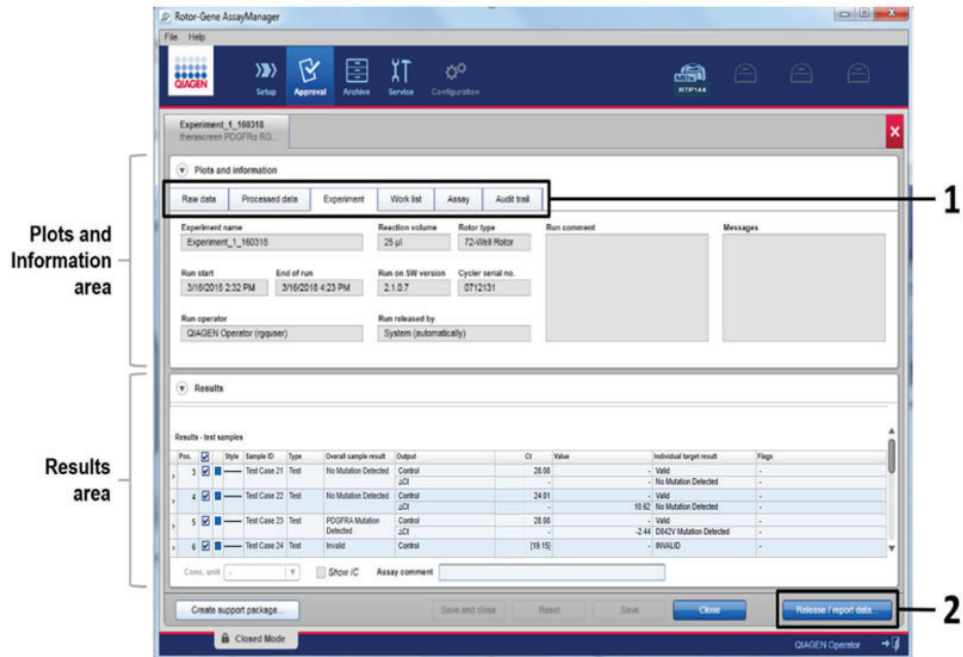 Rotor-Gene AssayManager
File Help
QIAGEN
Setup Approval Archive Service Configuration
MDx
RTP144
Experiment_1_160318
therascreen PDGFRa RG...
Plots and information
Raw data Processed data Experiment Work list Assay Audit trail
1
Plots and
Information
area
Experiment name Reaction volume Rotor type Run comment Messages
Experiment_1_160318 25 µl 72-Well Rotor
Run start End of run Run on SW version Cycler serial no.
3/16/2018 2:32 PM 3/16/2018 4:23 PM 2.1.0.7 0712131
Run operator Run released by
QIAGEN Operator (rgquser) System (automatically)
Results
area
Results
Results - test samples
Pos. Style Sample ID Type Overall sample result Output Ct Value Individual target result Flags
3 Test Case 21 Test No Mutation Detected Control 20.00 - Valid -
ΔCt - - No Mutation Detected
4 Test Case 22 Test No Mutation Detected Control 24.01 - Valid -
ΔCt - 10.62 No Mutation Detected
5 Test Case 23 Test PDGFRA Mutation Detected Control 20.00 - Valid -
ΔCt - -2.44 D842V Mutation Detected -
6 Test Case 24 Test Invalid Control [19.15] - INVALID -
Conc. unit - Show IC Assay comment
Create support package... Save and close Reset Save Close Release / report data...
2
Closed Mode QIAGEN Operator